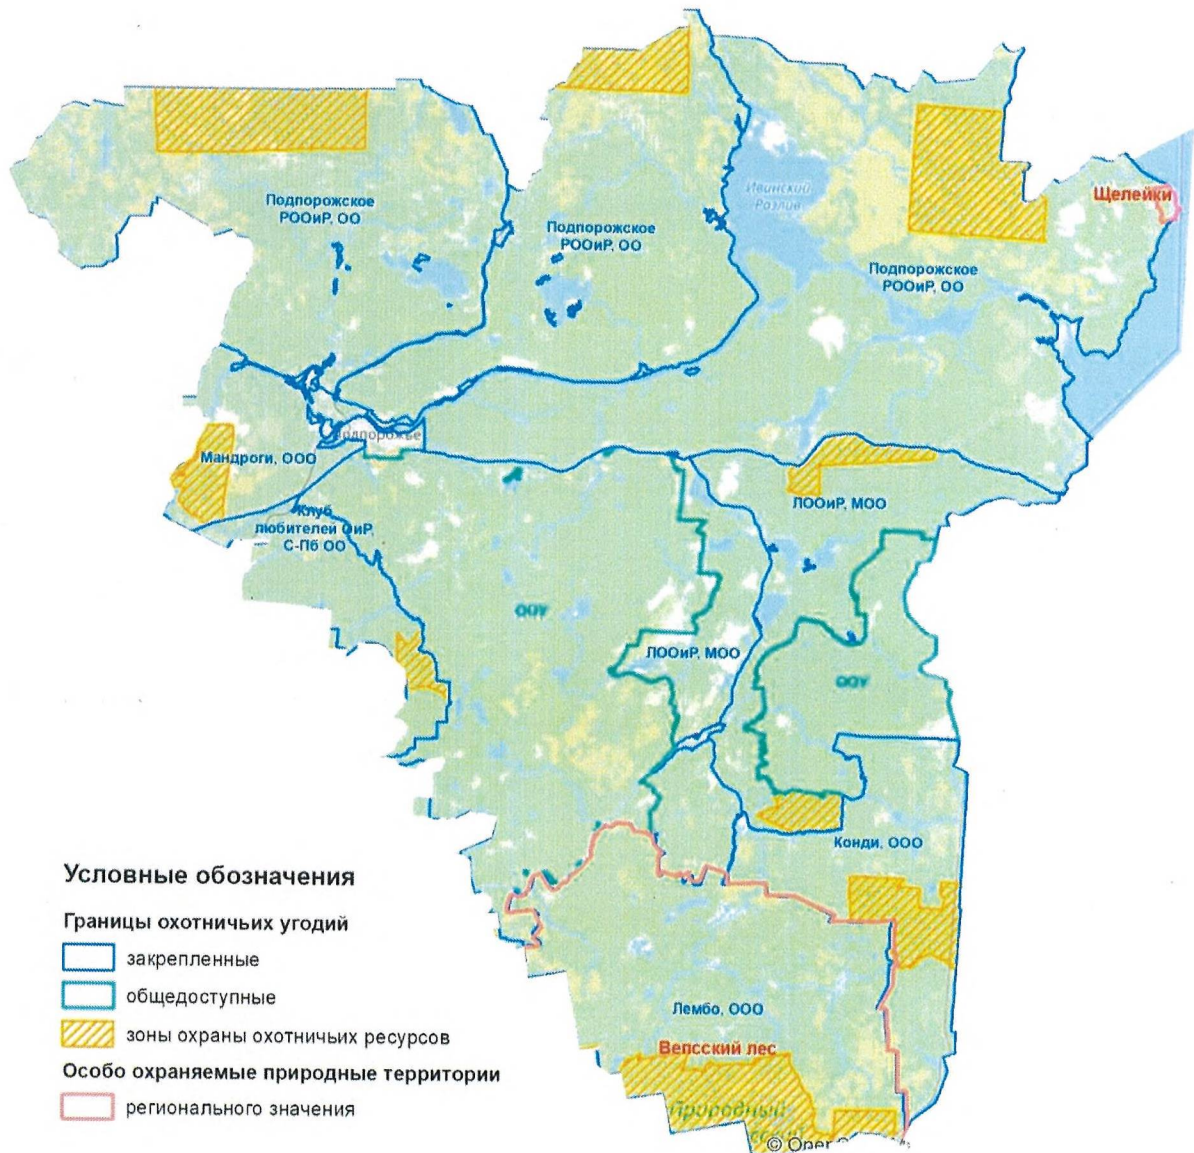 Ивинский
Розлив
Щелейки
Подпорожское
РООиР, ОО
Подпорожское
РООиР, ОО
Подпорожское
РООиР, ОО
Подпорожье
Мандроги, ООО
Клуб
любителей ОиР,
С-Пб ОО
ЛООиР, МОО
ООУ
ЛООиР, МОО
ООУ
Конди, ООО
Условные обозначения
Границы охотничьих угодий
закрепленные
общедоступные
зоны охраны охотничьих ресурсов
Особо охраняемые природные территории
регионального значения
Лембо, ООО
Вепсский лес
Природный
©